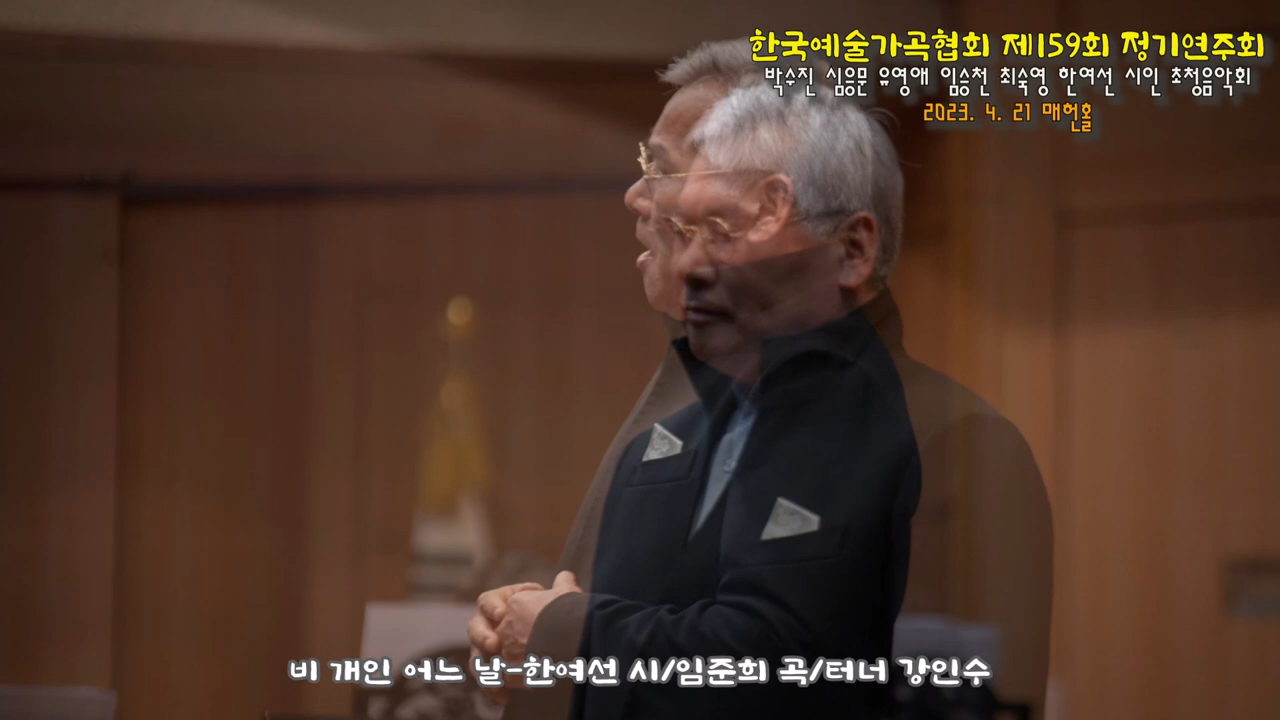 한국예술가곡협회 제159회 정기연주회
박수진 심응문 유영애 임승천 최숙영 한여선 시인 초청음악회
2023. 4. 21 매헌홀
비 개인 어느 날-한여선 시/임준희 곡/터너 강인수